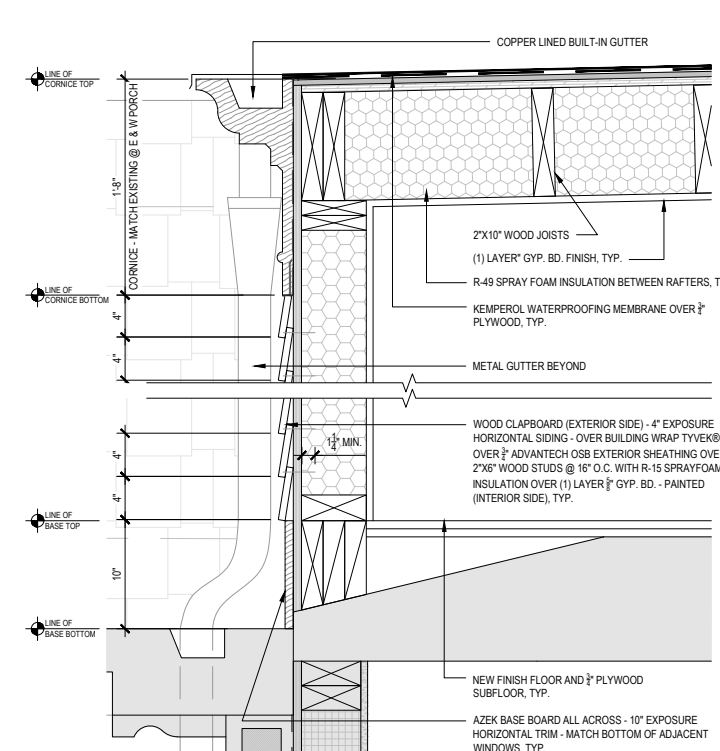 COPPER LINED BUILT-IN GUTTER
LINE OF
CORNICE TOP
1'-8"
CORNICE - MATCH EXISTING @ E & W PORCH
2"X10" WOOD JOISTS
(1) LAYER" GYP. BD. FINISH, TYP.
R-49 SPRAY FOAM INSULATION BETWEEN RAFTERS, T
LINE OF
CORNICE BOTTOM
KEMPEROL WATERPROOFING MEMBRANE OVER 3/4"
PLYWOOD, TYP.
4"
4"
METAL GUTTER BEYOND
WOOD CLAPBOARD (EXTERIOR SIDE) - 4" EXPOSURE
HORIZONTAL SIDING - OVER BUILDING WRAP TYVEK®
OVER 3/4" ADVANTECH OSB EXTERIOR SHEATHING OVE
2"X6" WOOD STUDS @ 16" O.C. WITH R-15 SPRAYFOAM
INSULATION OVER (1) LAYER 5/8" GYP. BD. - PAINTED
(INTERIOR SIDE), TYP.
1 1/4" MIN.
4"
4"
LINE OF
BASE TOP
10"
LINE OF
BASE BOTTOM
NEW FINISH FLOOR AND 3/4" PLYWOOD
SUBFLOOR, TYP.
AZEK BASE BOARD ALL ACROSS - 10" EXPOSURE
HORIZONTAL TRIM - MATCH BOTTOM OF ADJACENT
WINDOWS, TYP